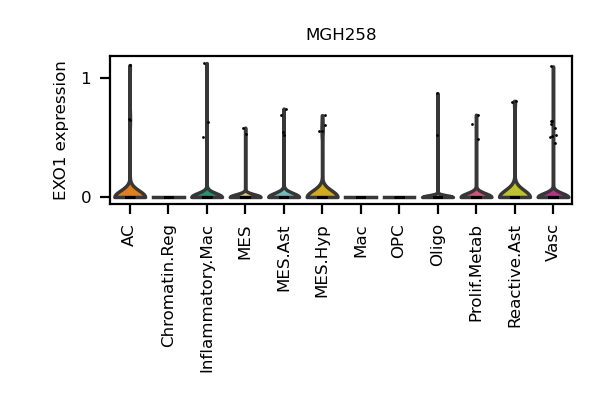 MGH258
EXO1 expression
1
0
AC
Chromatin.Reg
Inflammatory.Mac
MES
MES.Ast
MES.Hyp
Mac
OPC
Oligo
Prolif.Metab
Reactive.Ast
Vasc